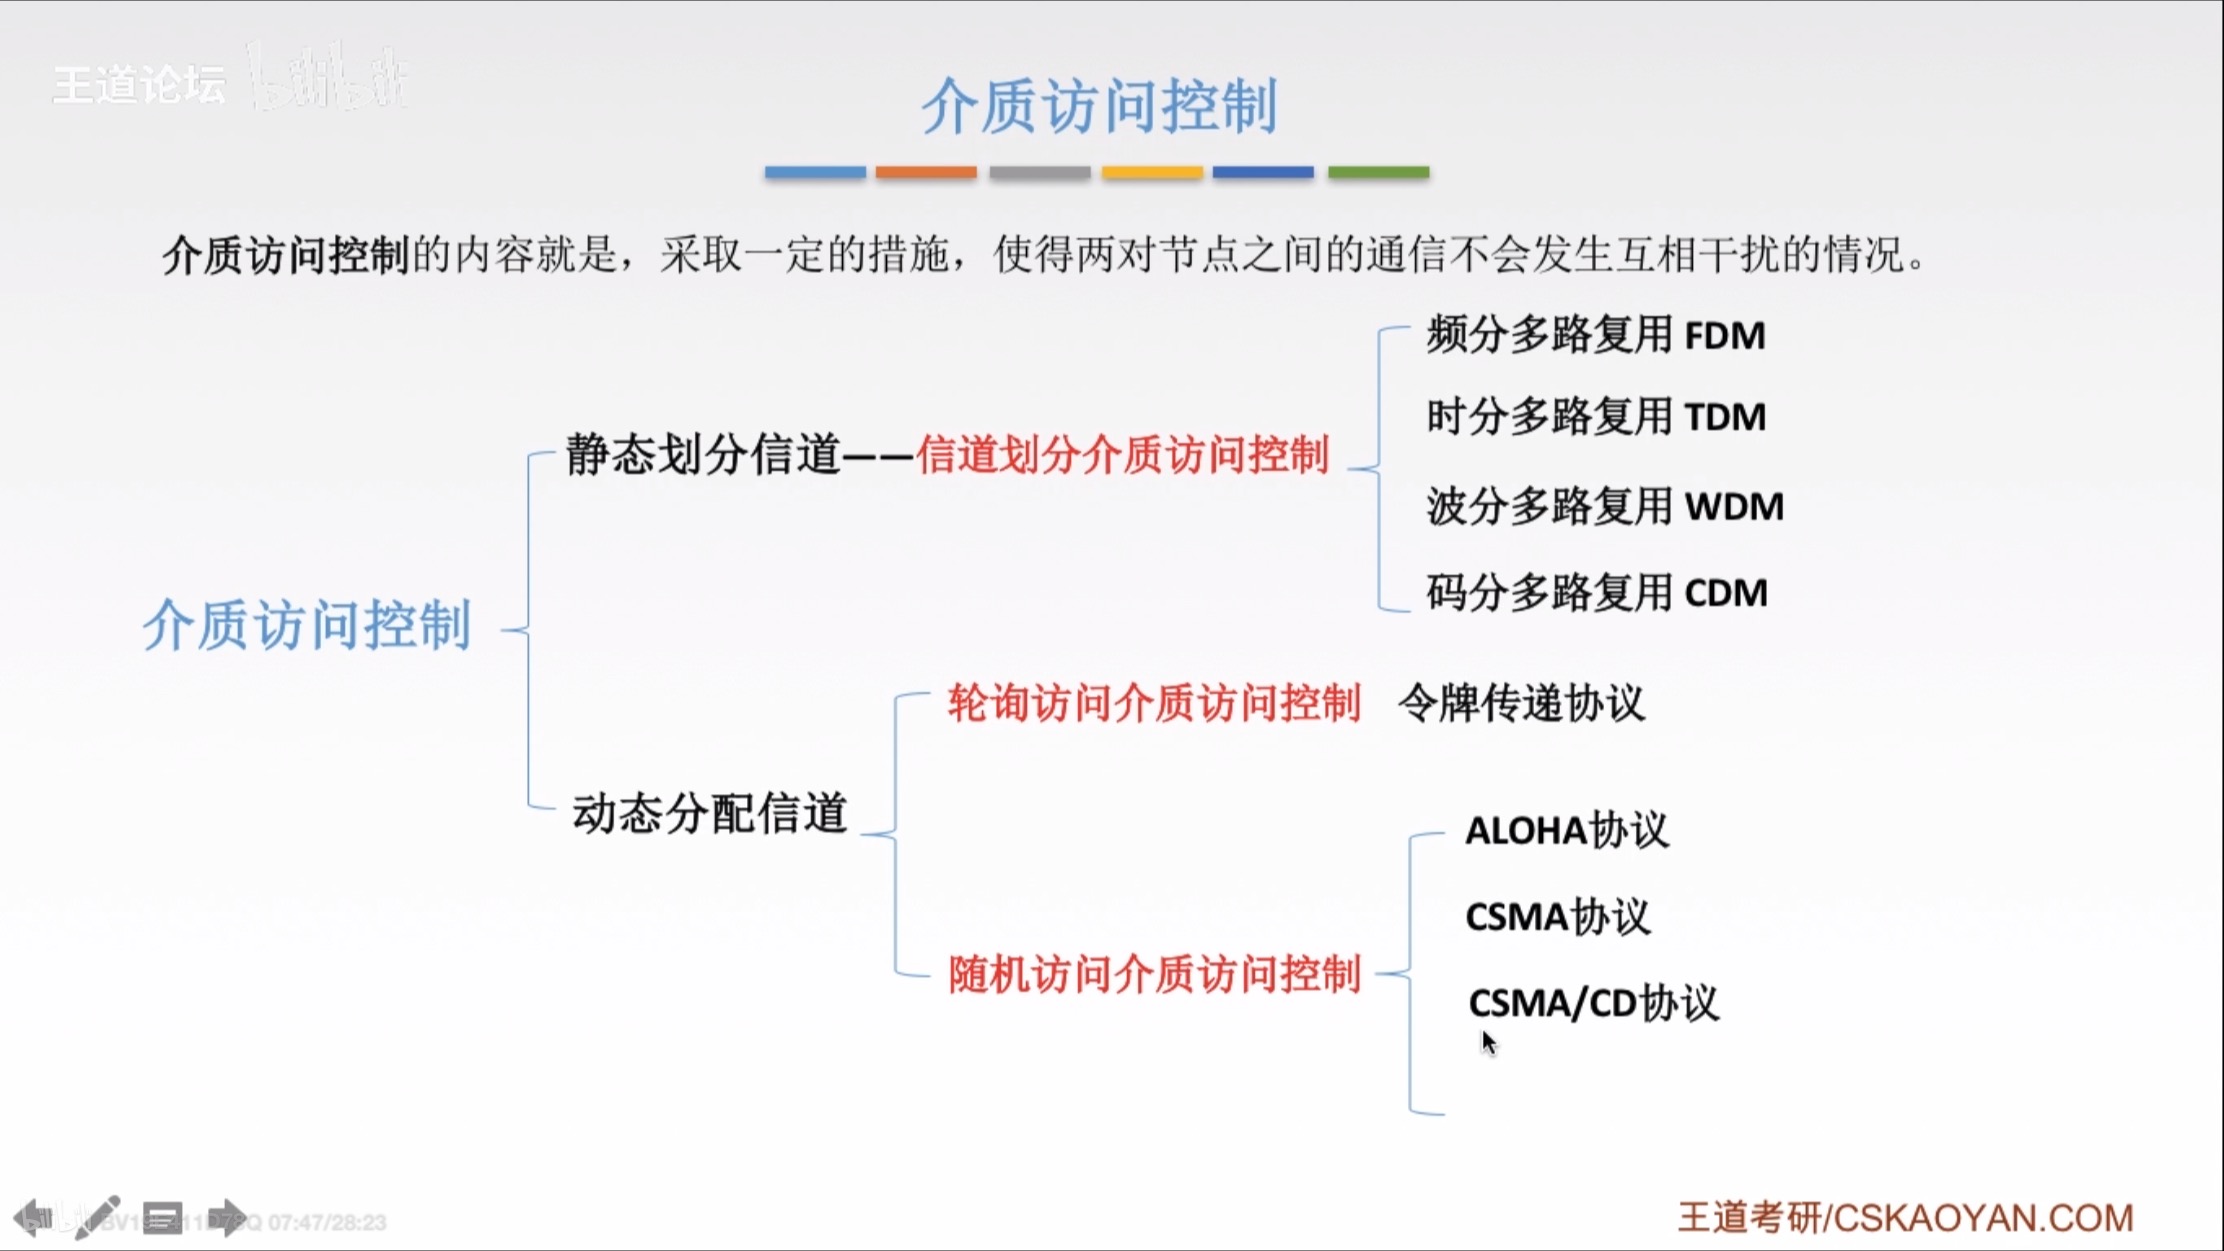 王道论坛 bilibili
介质访问控制
介质访问控制的内容就是，采取一定的措施，使得两对节点之间的通信不会发生互相干扰的情况。
介质访问控制
静态划分信道——信道划分介质访问控制
频分多路复用 FDM
时分多路复用 TDM
波分多路复用 WDM
码分多路复用 CDM
动态分配信道
轮询访问介质访问控制 令牌传递协议
随机访问介质访问控制
ALOHA协议
CSMA协议
CSMA/CD协议
07:47/28:23
王道考研/CSKAOYAN.COM